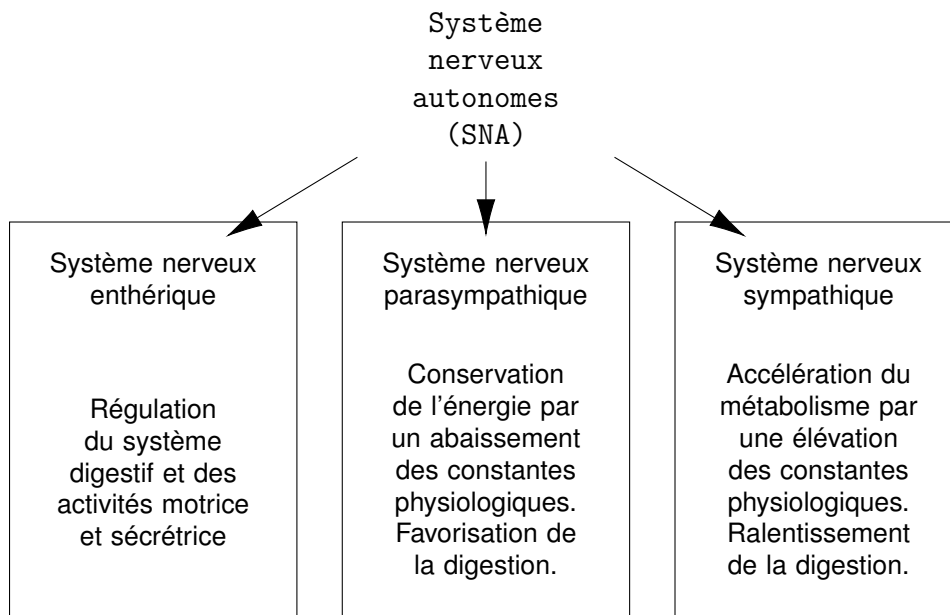 Système
nerveux
autonomes
(SNA)
Système nerveux
enthérique
Régulation
du système
digestif et des
activités motrice
et sécrétrice
Système nerveux
parasympathique
Conservation
de l'énergie par
un abaissement
des constantes
physiologiques.
Favorisation de
la digestion.
Système nerveux
sympathique
Accélération du
métabolisme par
une élévation
des constantes
physiologiques.
Ralentissement
de la digestion.